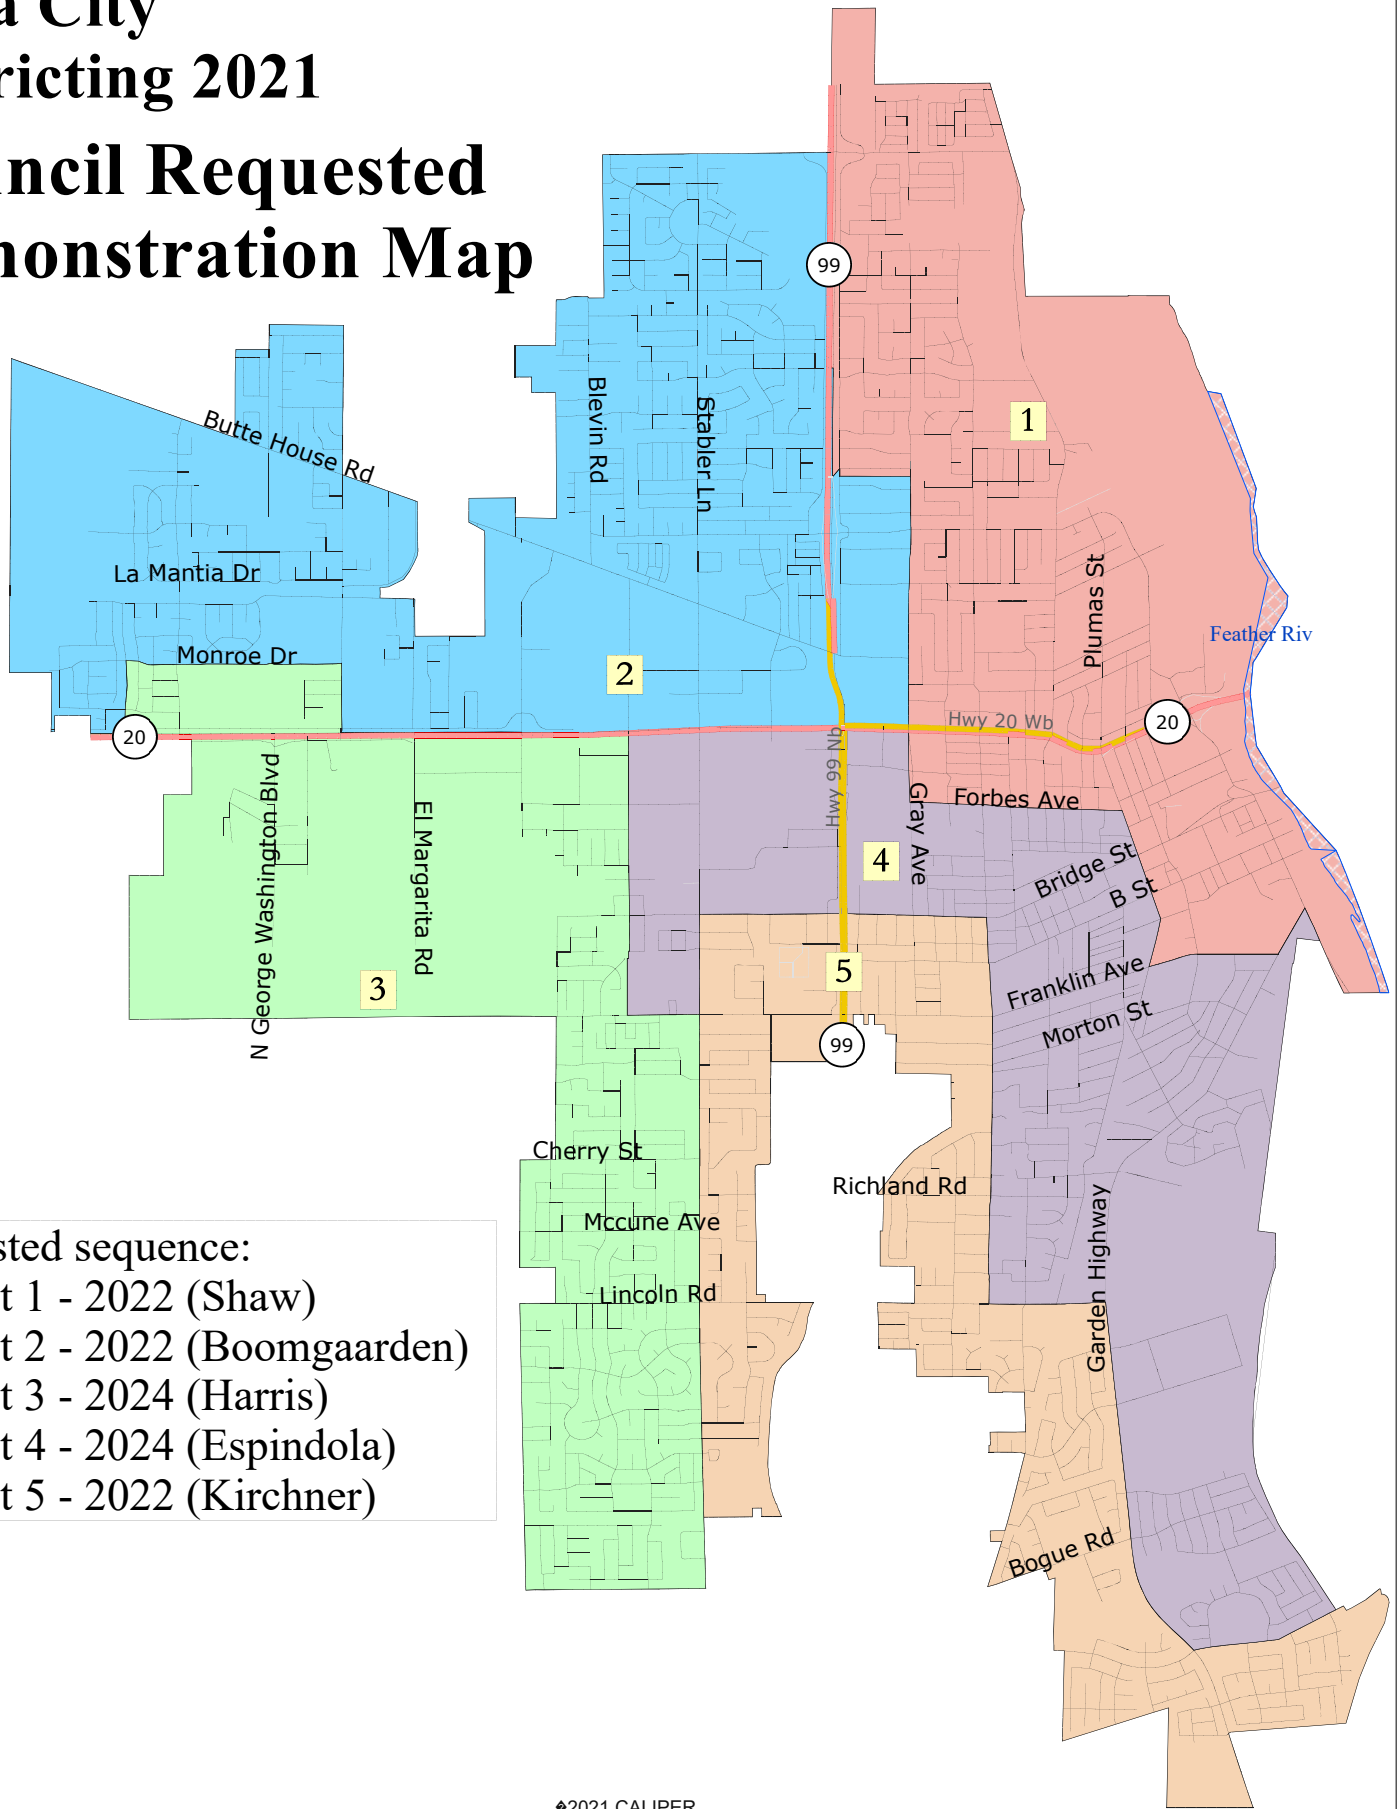 a City
ricting 2021
ncil Requested
nonstration Map
99
1
Butte House Rd
Blevin Rd
Stabler Ln
La Mantia Dr
Plumas St
Feather Riv
Monroe Dr
2
20
Hwy 20 Wb
20
Hwy 99 Nb
N George Washington Blvd
El Margarita Rd
Gray Ave
Forbes Ave
4
Bridge St
B St
5
3
Franklin Ave
Morton St
99
Cherry St
Richland Rd
Mccune Ave
Garden Highway
Lincoln Rd
sted sequence:
t 1 - 2022 (Shaw)
t 2 - 2022 (Boomgaarden)
t 3 - 2024 (Harris)
t 4 - 2024 (Espindola)
t 5 - 2022 (Kirchner)
Bogue Rd
�2021 CALIPER